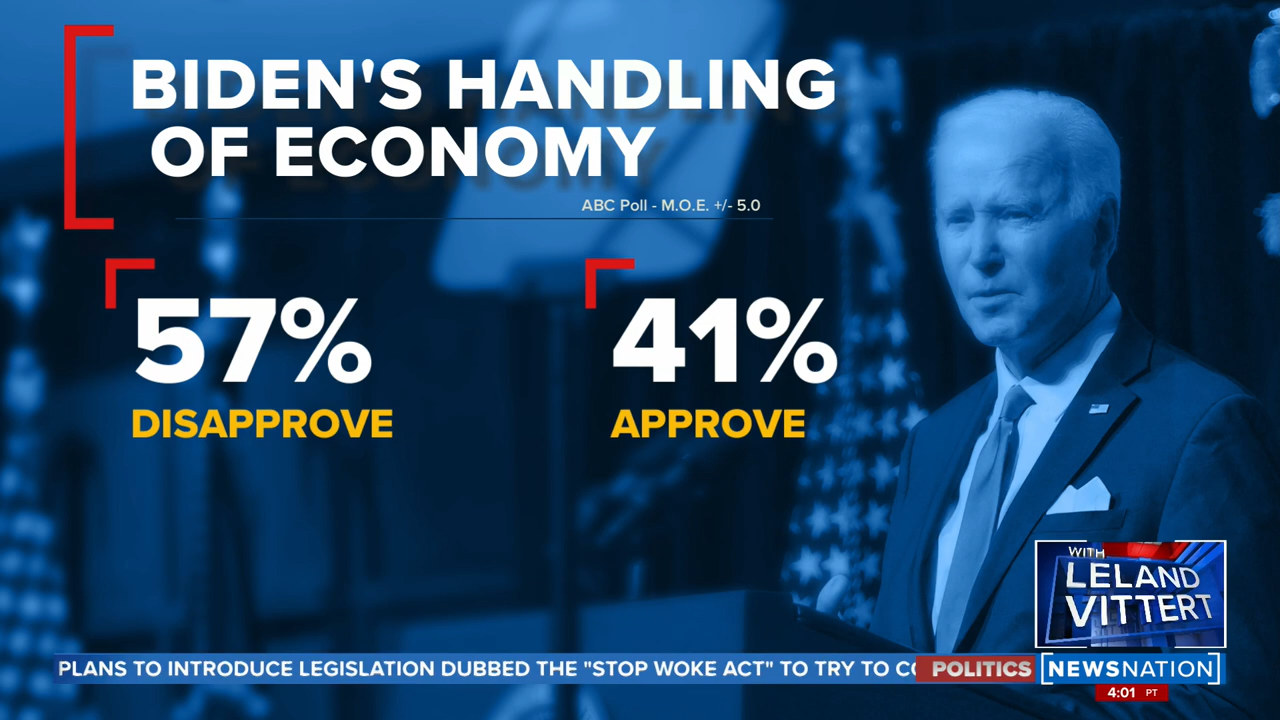 BIDEN'S HANDLING
OF ECONOMY
ABC Poll - M.O.E. +/- 5.0
57%
41%
DISAPPROVE
APPROVE
WITH
LELAND
VITTERT
PLANS TO INTRODUCE LEGISLATION DUBBED THE "STOP WOKE ACT" TO TRY TO
POLITICS
NEWSNATION
4:01 PT